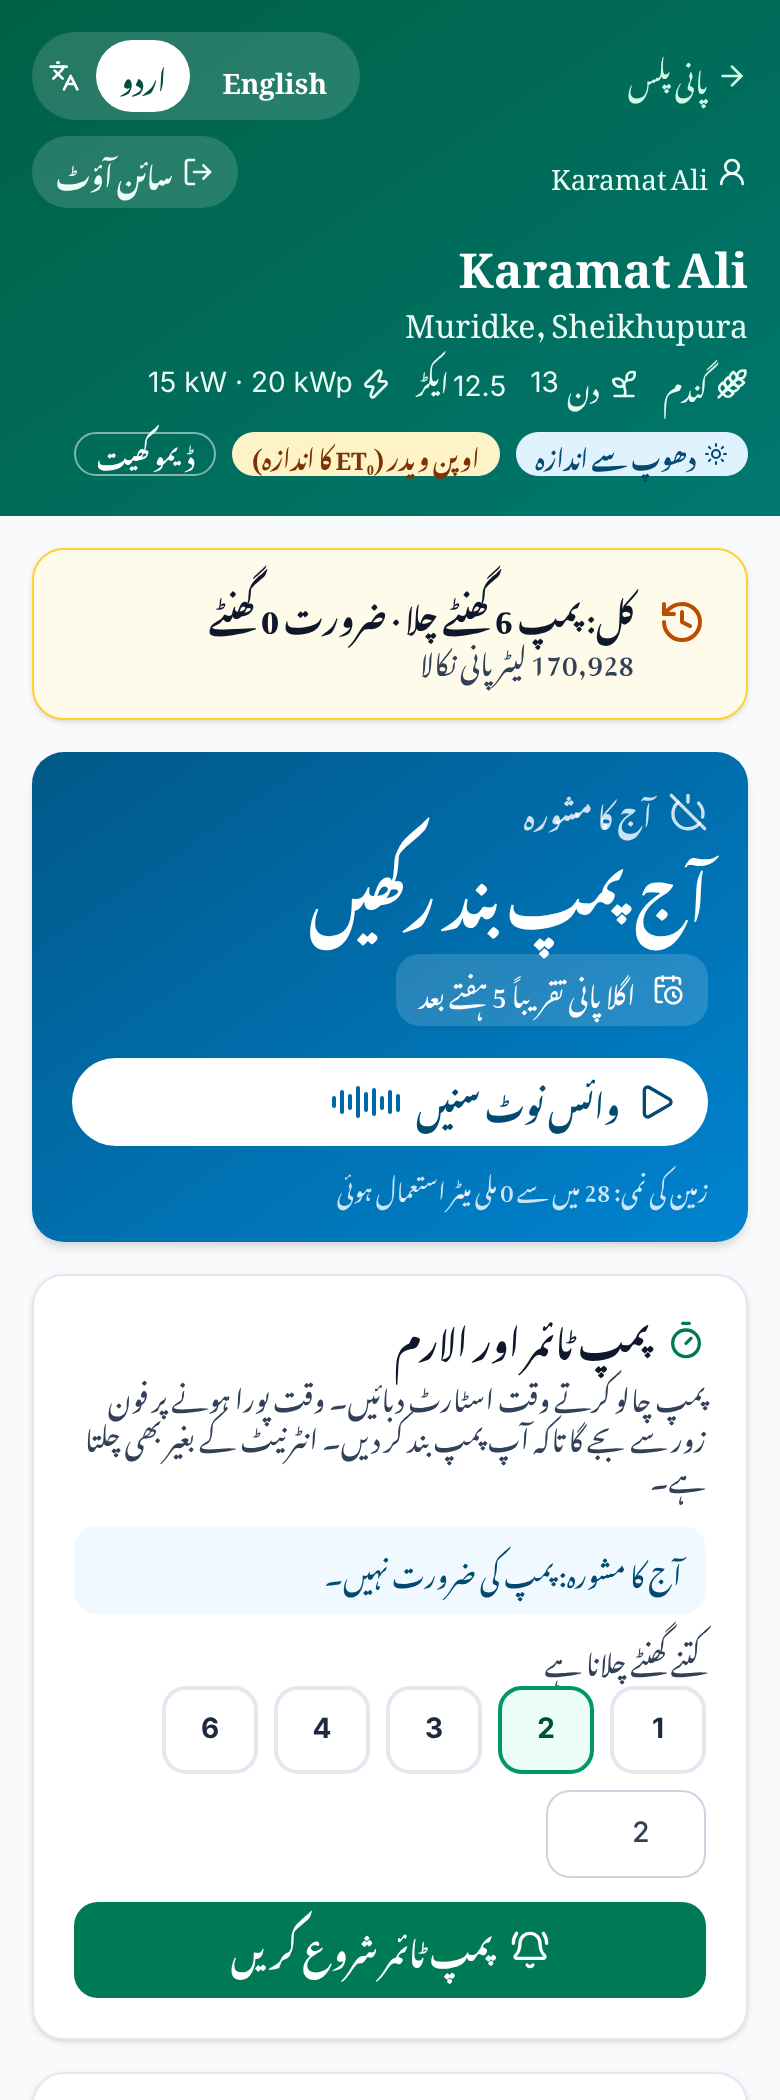 پانی پلس
English
اردو
Karamat Ali
سائن آؤٹ
Karamat Ali
Muridke, Sheikhupura
گندم 13 دن 12.5 ایکڑ 15 kW · 20 kWp
دھوپ سے اندازہ
اوپن ویدر (ET₀ کا اندازہ)
ڈیمو کھیت
کل: پمپ 6 گھنٹے چلا · ضرورت 0 گھنٹے
170,928 لیٹر پانی نکالا
آج کا مشورہ
آج پمپ بند رکھیں
اگلا پانی تقریباً 5 ہفتے بعد
وائس نوٹ سنیں
زمین کی نمی: 28 میں سے 0 ملی میٹر استعمال ہوئی
پمپ ٹائمر اور الارم
پمپ چالو کرتے وقت اسٹارٹ دبائیں۔ وقت پورا ہونے پر فون
زور سے بجے گا تاکہ آپ پمپ بند کر دیں۔ انٹرنیٹ کے بغیر بھی چلتا
ہے۔
آج کا مشورہ: پمپ کی ضرورت نہیں۔
کتنے گھنٹے چلانا ہے
1 2 3 4 6
2
پمپ ٹائمر شروع کریں